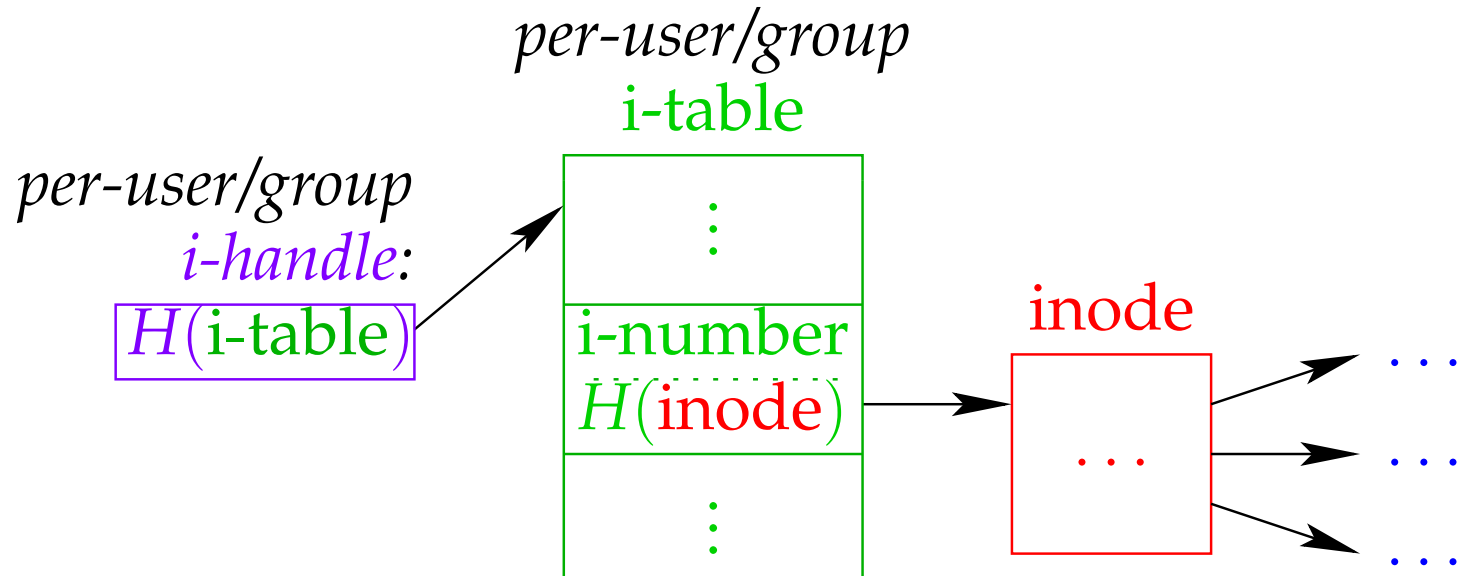 per-user/group
i-table
⋮
per-user/group
i-handle:
H(i-table)
i-number
H(inode)
⋮
inode
. . .
. . .
. . .
. . .